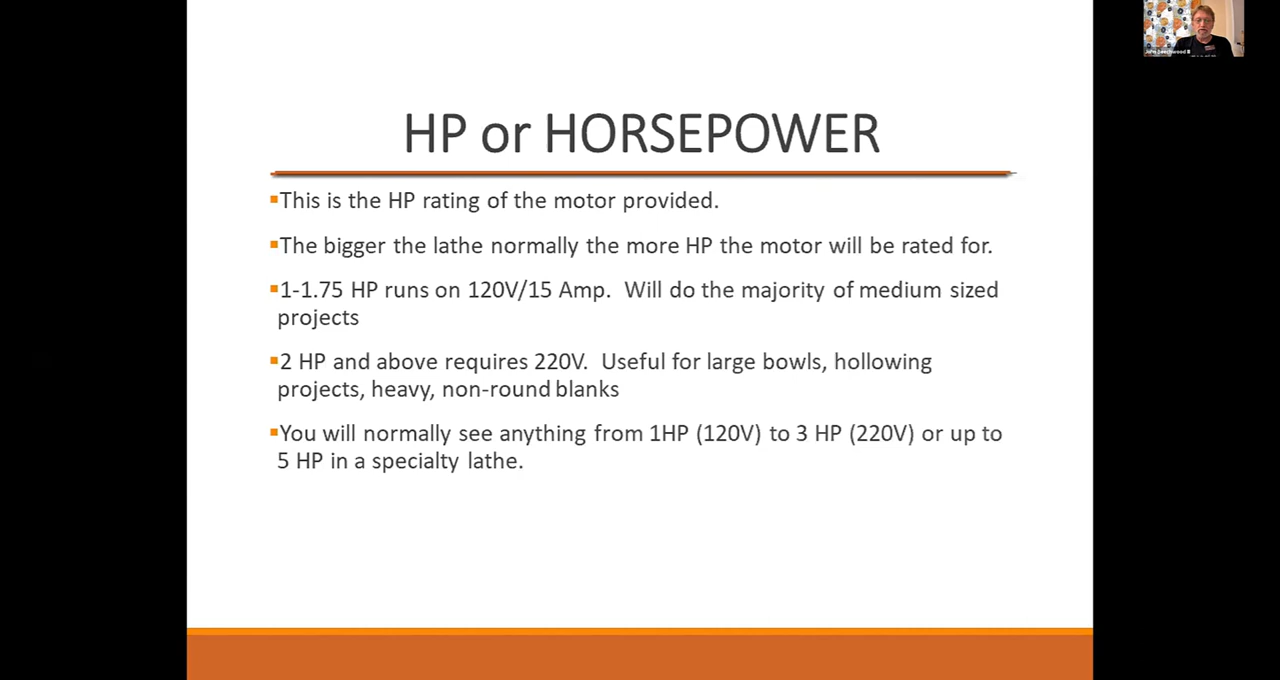 HP or HORSEPOWER
▪This is the HP rating of the motor provided.
▪The bigger the lathe normally the more HP the motor will be rated for.
▪1-1.75 HP runs on 120V/15 Amp.  Will do the majority of medium sized
projects
▪2 HP and above requires 220V.  Useful for large bowls, hollowing
projects, heavy, non-round blanks
▪You will normally see anything from 1HP (120V) to 3 HP (220V) or up to
5 HP in a specialty lathe.